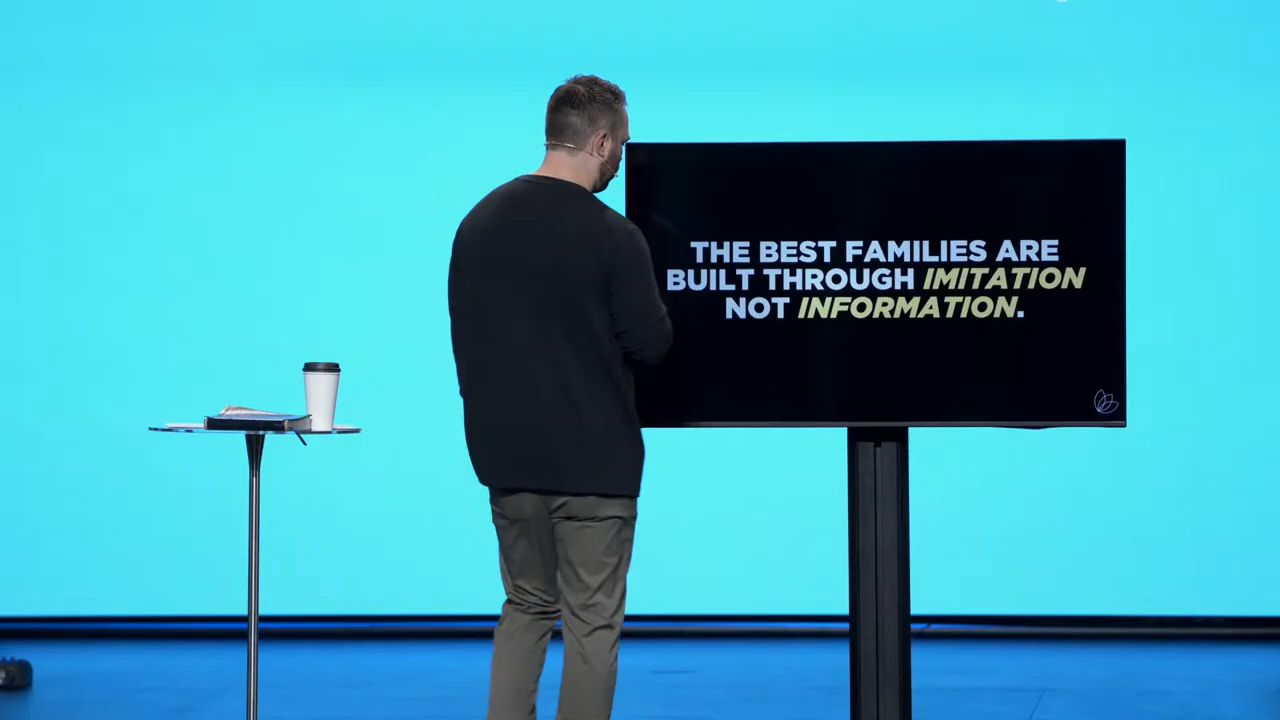 THE BEST FAMILIES ARE
BUILT THROUGH IMITATION
NOT INFORMATION.